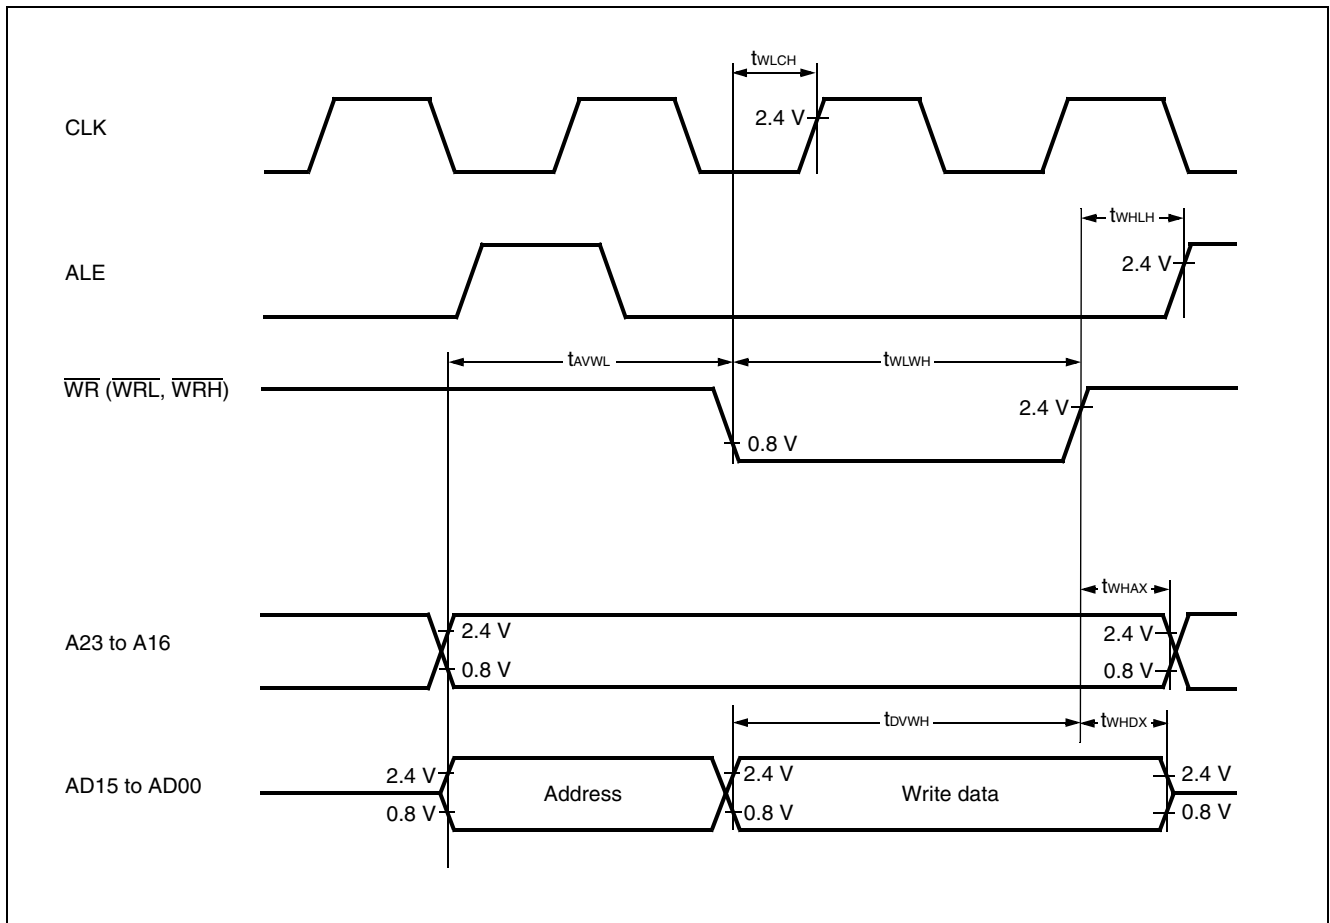 tWLCH
CLK
2.4 V
tWHLH
ALE
2.4 V
tAVWL
tWLWH
WR (WRL, WRH)
2.4 V
0.8 V
tWHAX
A23 to A16
2.4 V
2.4 V
0.8 V
0.8 V
tDVWH
tWHDX
AD15 to AD00
2.4 V
2.4 V
2.4 V
Address
Write data
0.8 V
0.8 V
0.8 V